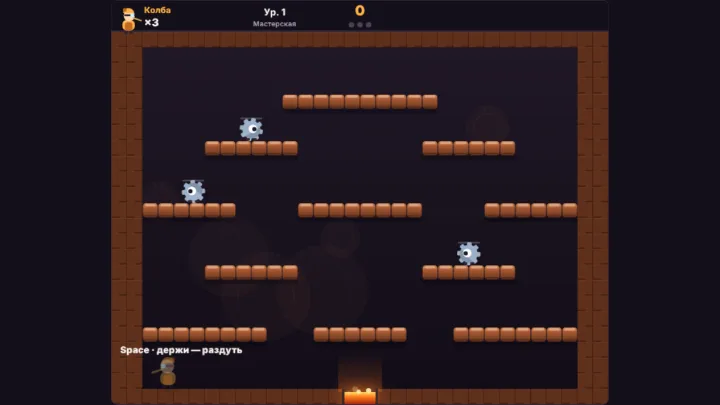 Колба
×3
Ур. 1
Мастерская
0
Space · держи — раздуть